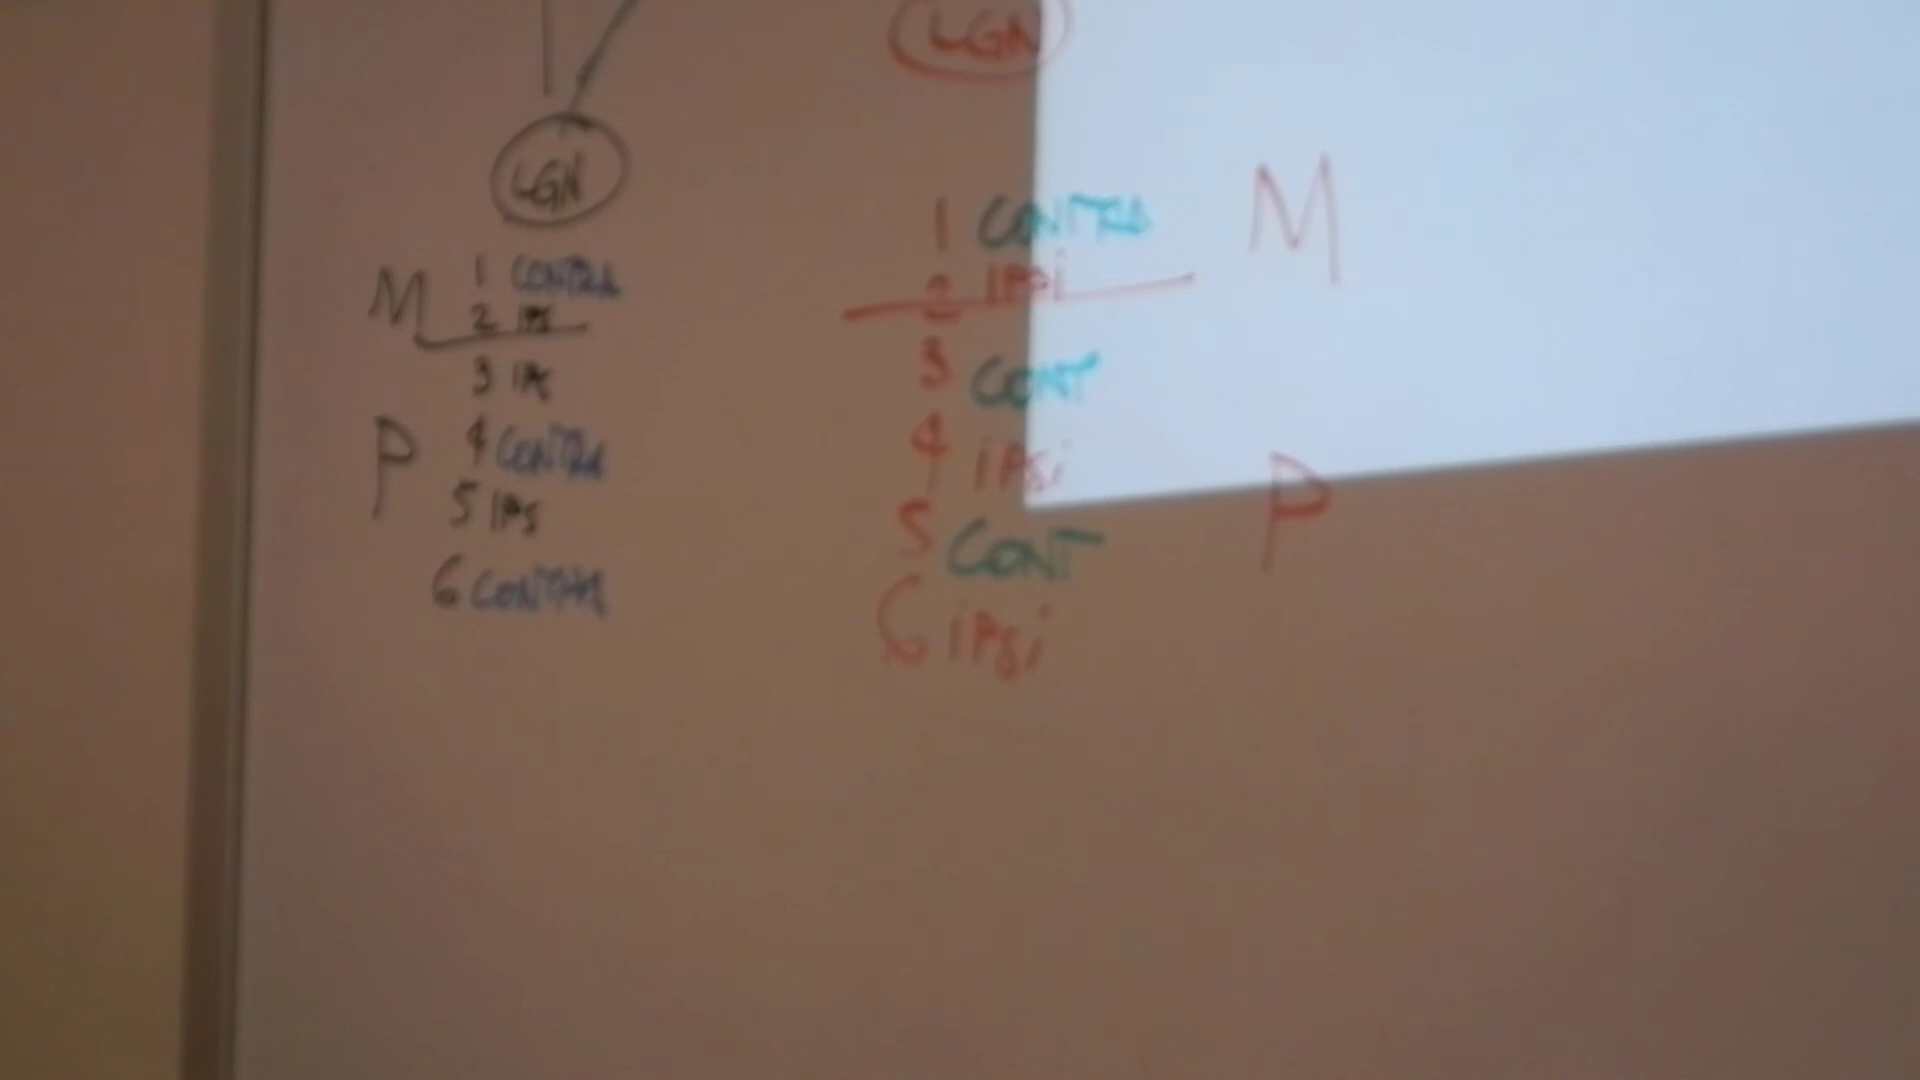 LGN
M
1 CONTRA
2 IPS
3 IPS
P
4 CONTRA
5 IPS
6 CONTRA
LGN
1 CONTRA
2 IPSi
M
3 CONT
4 iPSi
5 CONT
6 iPSi
P